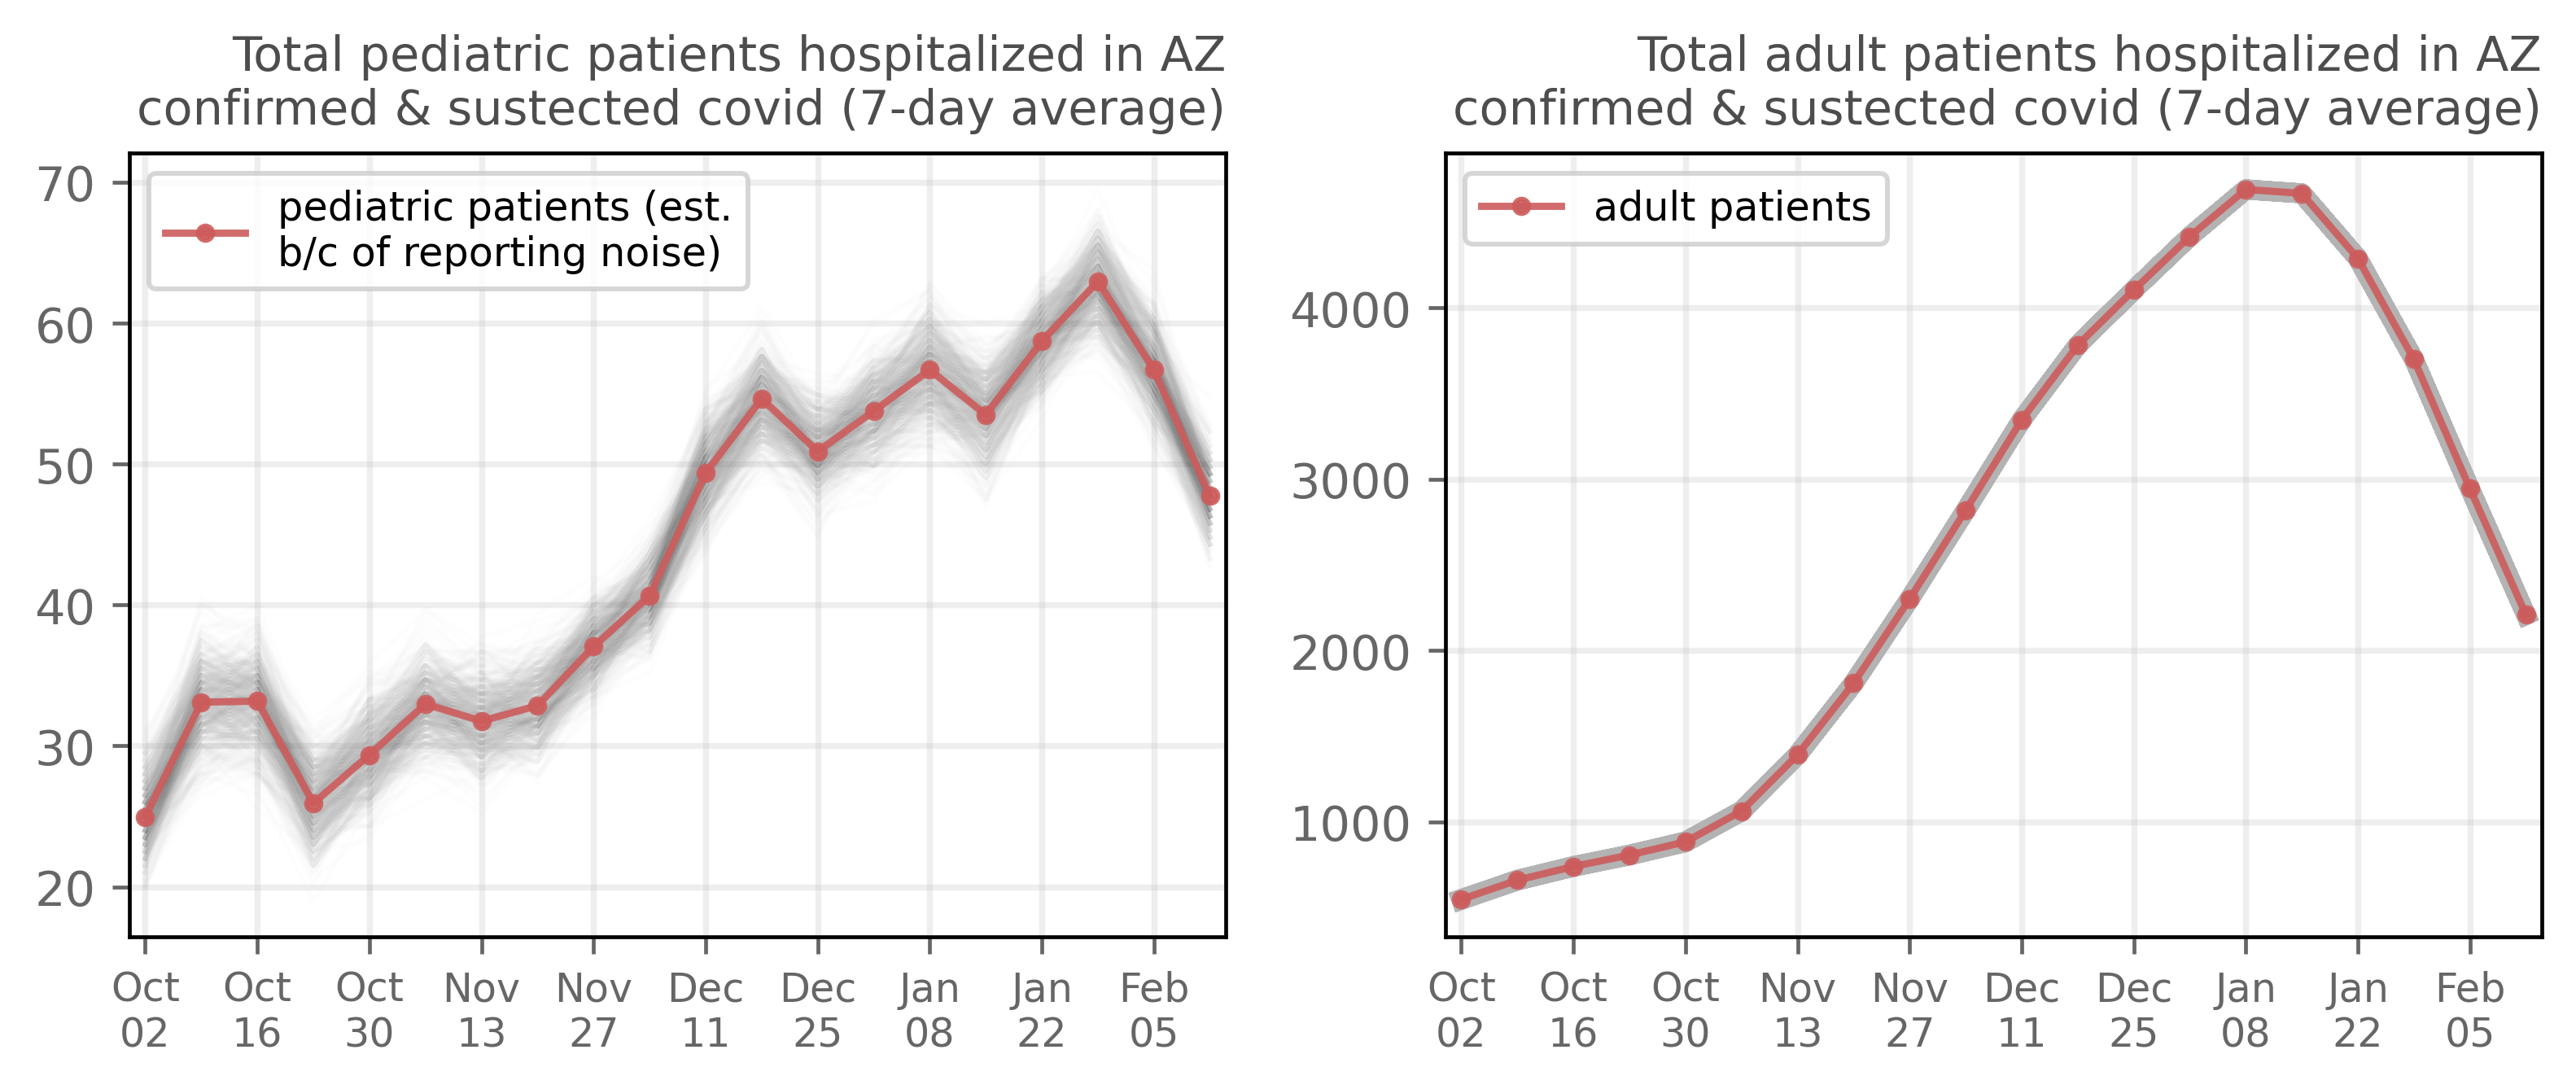 Total pediatric patients hospitalized in AZ
confirmed & sustected covid (7-day average)
pediatric patients (est.
b/c of reporting noise)
70
60
50
40
30
20
Oct 02
Oct 16
Oct 30
Nov 13
Nov 27
Dec 11
Dec 25
Jan 08
Jan 22
Feb 05
Total adult patients hospitalized in AZ
confirmed & sustected covid (7-day average)
adult patients
4000
3000
2000
1000
Oct 02
Oct 16
Oct 30
Nov 13
Nov 27
Dec 11
Dec 25
Jan 08
Jan 22
Feb 05